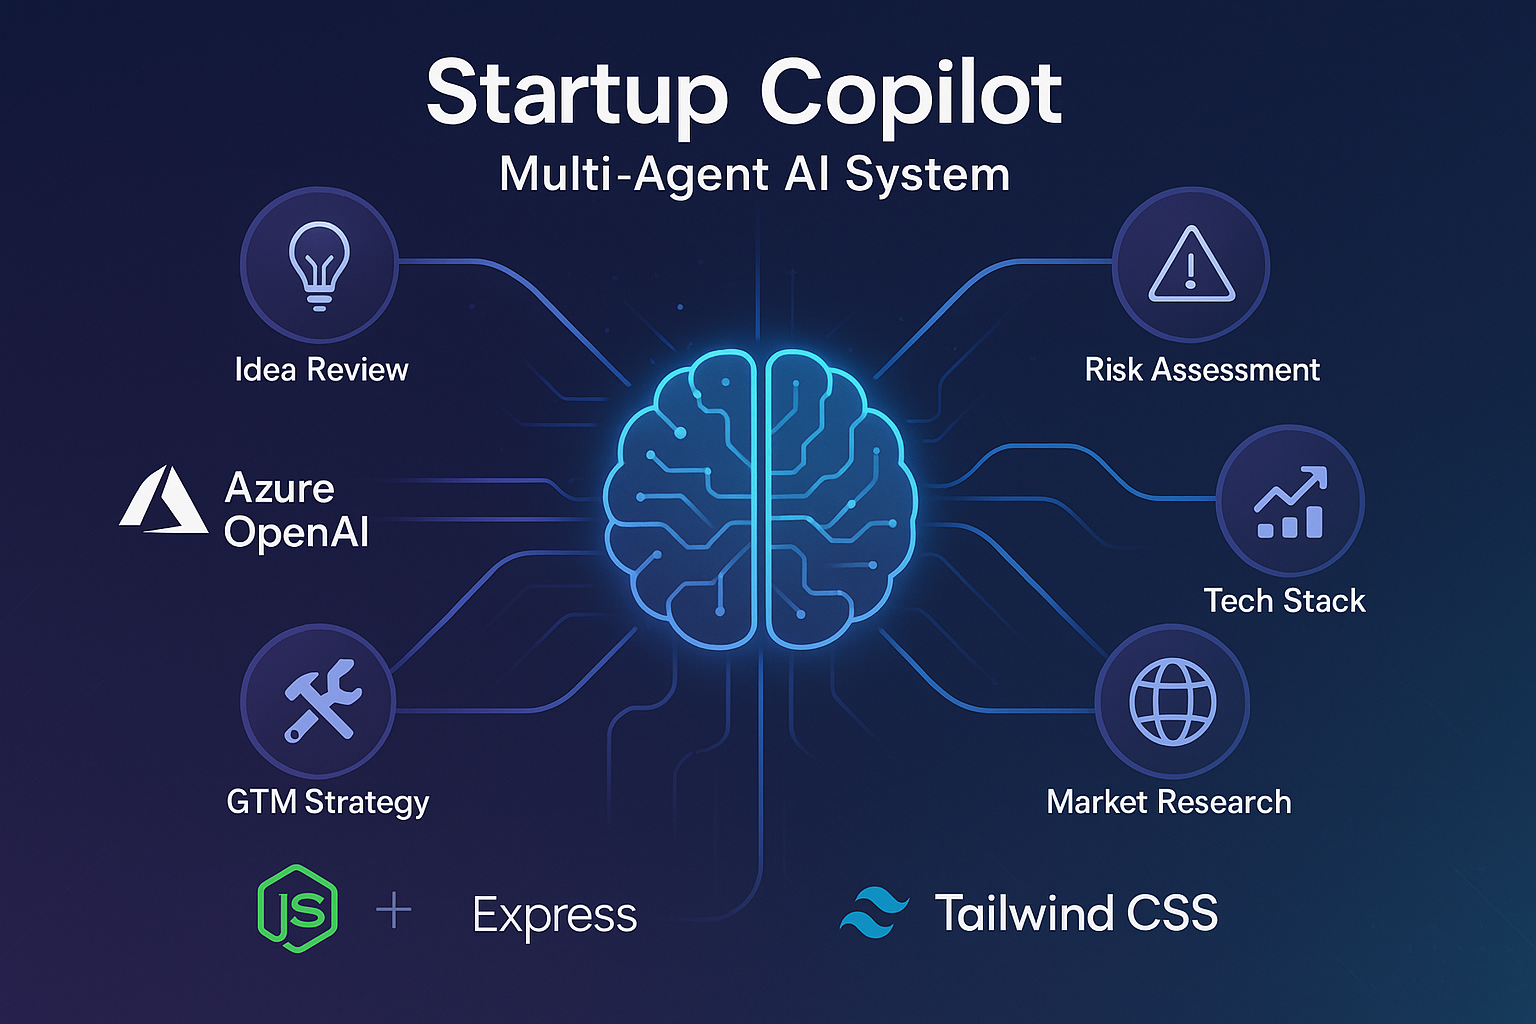 Startup Copilot
Multi-Agent AI System
Idea Review
Risk Assessment
Azure
OpenAI
Tech Stack
GTM Strategy
Market Research
JS + Express
Tailwind CSS